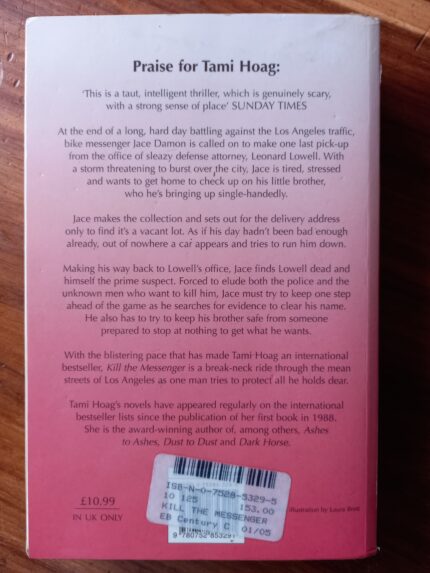 Praise for Tami Hoag:
'This is a taut, intelligent thriller, which is genuinely scary,
with a strong sense of place' SUNDAY TIMES
At the end of a long, hard day battling against the Los Angeles traffic,
bike messenger Jace Damon is called on to make one last pick-up
from the office of sleazy defense attorney, Leonard Lowell. With
a storm threatening to burst over the city, Jace is tired, stressed
and wants to get home to check up on his little brother,
who he's bringing up single-handedly.
Jace makes the collection and sets out for the delivery address
only to find it's a vacant lot. As if his day hadn't been bad enough
already, out of nowhere a car appears and tries to run him down.
Making his way back to Lowell's office, Jace finds Lowell dead and
himself the prime suspect. Forced to elude both the police and the
unknown men who want to kill him, Jace must try to keep one step
ahead of the game as he searches for evidence to clear his name.
He also has to try to keep his brother safe from someone
prepared to stop at nothing to get what he wants.
With the blistering pace that has made Tami Hoag an international
bestseller, Kill the Messenger is a break-neck ride through the mean
streets of Los Angeles as one man tries to protect all he holds dear.
Tami Hoag's novels have appeared regularly on the international
bestseller lists since the publication of her first book in 1988.
She is the award-winning author of, among others, Ashes
to Ashes, Dust to Dust and Dark Horse.
£10.99
IN UK ONLY
ISB-N-0-7528-5329-5
10 125 153.00
KILL THE MESSENGER
EB Century C 01/05
9 780752 853291
illustration by Laura Brett